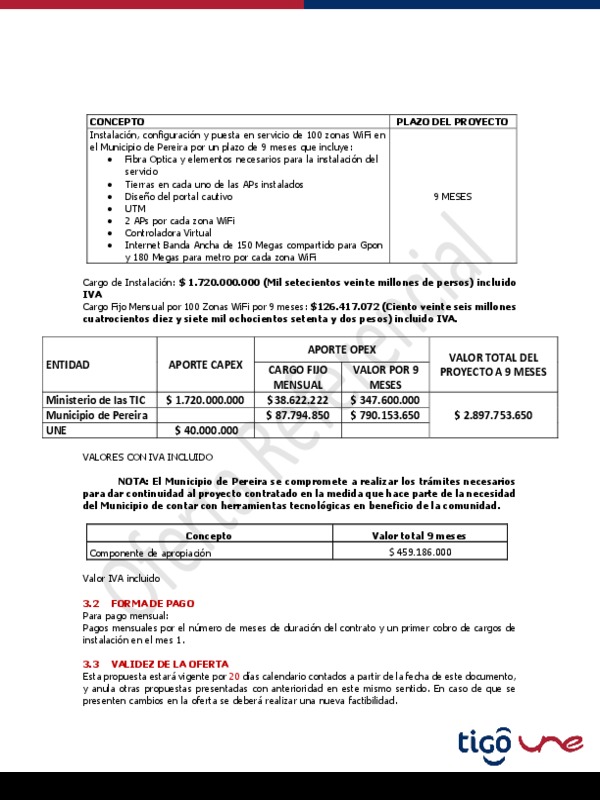 CONCEPTO PLAZO DEL PROYECTO
Instalación, configuración y puesta en servicio de 100 zonas WiFi en
el Municipio de Pereira por un plazo de 9 meses que incluye:
• Fibra Optica y elementos necesarios para la instalación del
servicio
• Tierras en cada uno de las APs instalados
• Diseño del portal cautivo
• UTM
• 2 APs por cada zona WiFi
• Controladora Virtual
• Internet Banda Ancha de 150 Megas compartido para Gpon
y 180 Megas para metro por cada zona WiFi
9 MESES
Cargo de Instalación: $ 1.720.000.000 (Mil setecientos veinte millones de persos) incluido
IVA
Cargo Fijo Mensual por 100 Zonas WiFi por 9 meses: $126.417.072 (Ciento veinte seis millones
cuatrocientos diez y siete mil ochocientos setenta y dos pesos) incluido IVA.
ENTIDAD APORTE CAPEX APORTE OPEX VALOR TOTAL DEL
PROYECTO A 9 MESES
CARGO FIJO
MENSUAL VALOR POR 9
MESES
Ministerio de las TIC $ 1.720.000.000 $ 38.622.222 $ 347.600.000
Municipio de Pereira $ 87.794.850 $ 790.153.650 $ 2.897.753.650
UNE $ 40.000.000
VALORES CON IVA INCLUIDO
NOTA: El Municipio de Pereira se compromete a realizar los trámites necesarios
para dar continuidad al proyecto contratado en la medida que hace parte de la necesidad
del Municipio de contar con herramientas tecnológicas en beneficio de la comunidad.
Concepto Valor total 9 meses
Componente de apropiación $ 459.186.000
Valor IVA incluido
3.2 FORMA DE PAGO
Para pago mensual:
Pagos mensuales por el número de meses de duración del contrato y un primer cobro de cargos de
instalación en el mes 1.
3.3 VALIDEZ DE LA OFERTA
Esta propuesta estará vigente por 20 días calendario contados a partir de la fecha de este documento,
y anula otras propuestas presentadas con anterioridad en este mismo sentido. En caso de que se
presenten cambios en la oferta se deberá realizar una nueva factibilidad.
Oferta Referencial
tigo une